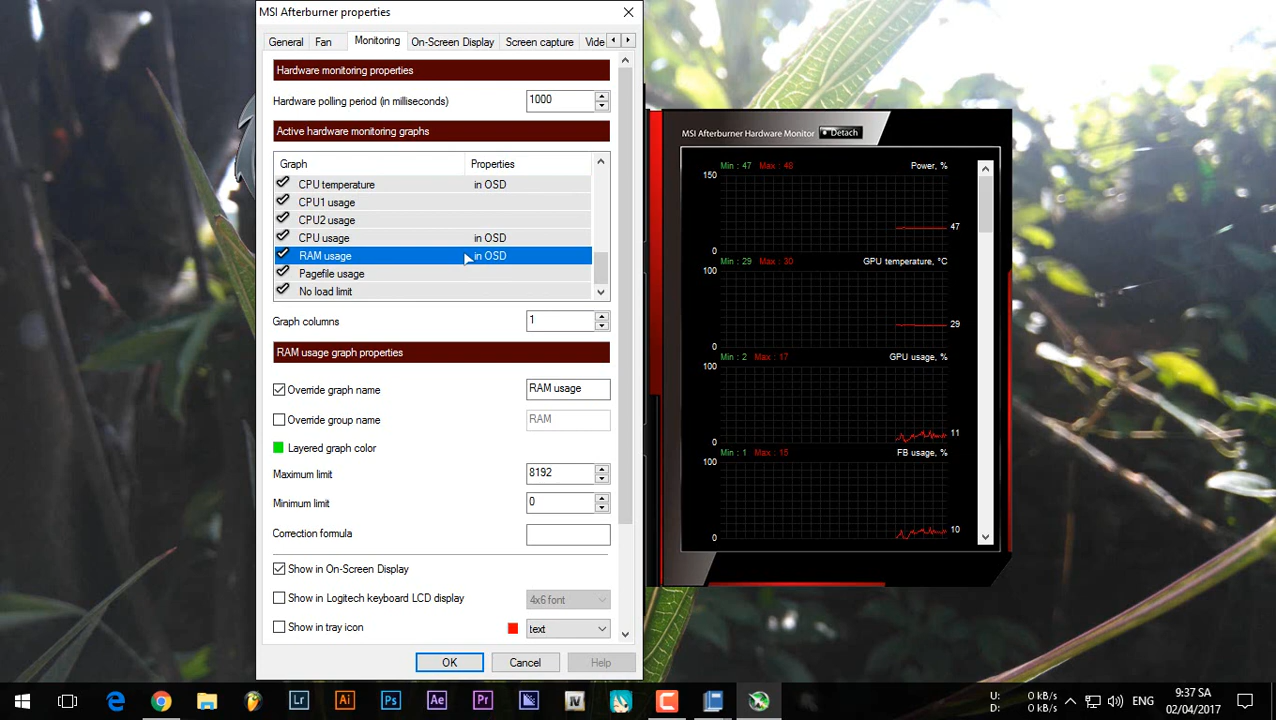 MSI Afterburner properties
General Fan Monitoring On-Screen Display Screen capture Vide
Hardware monitoring properties
Hardware polling period (in milliseconds) 1000
Active hardware monitoring graphs
Graph Properties
CPU temperature in OSD
CPU1 usage
CPU2 usage
CPU usage in OSD
RAM usage in OSD
Pagefile usage
No load limit
Graph columns 1
RAM usage graph properties
Override graph name RAM usage
Override group name RAM
Layered graph color
Maximum limit 8192
Minimum limit 0
Correction formula
Show in On-Screen Display
Show in Logitech keyboard LCD display 4x6 font
Show in tray icon text
OK Cancel Help
MSI Afterburner Hardware Monitor Detach
Min : 47 Max : 48 Power, %
150
47
0
Min : 29 Max : 30 GPU temperature, °C
100
29
0
Min : 2 Max : 17 GPU usage, %
100
11
0
Min : 1 Max : 15 FB usage, %
100
10
0
Lr Ai Ps Ae Pr IV
U: 0 kB/s
D: 0 kB/s
ENG
9:37 SA
02/04/2017